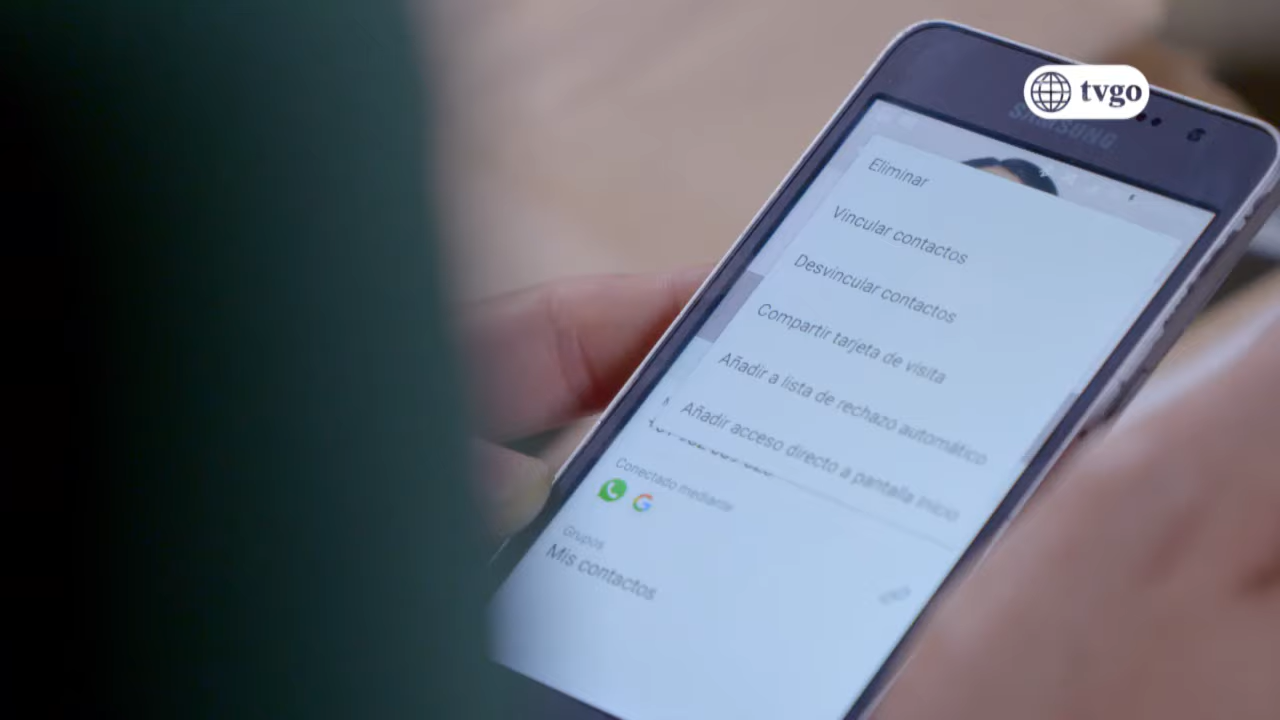 tvgo
SAMSUNG
Eliminar
Vincular contactos
Desvincular contactos
Compartir tarjeta de visita
Añadir a lista de rechazo automático
Añadir acceso directo a pantalla inicio
Conectado mediante
Grupos
Mis contactos